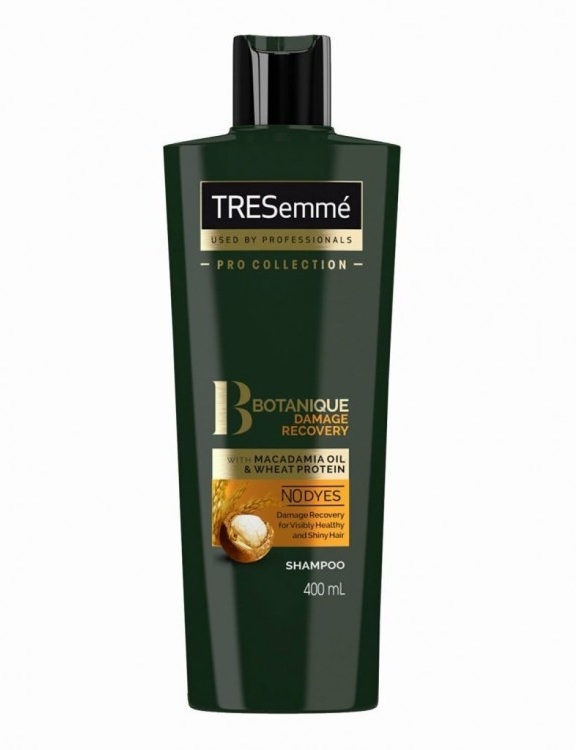 TRESemmé
USED BY PROFESSIONALS
PRO COLLECTION
B BOTANIQUE
DAMAGE
RECOVERY
WITH MACADAMIA OIL
& WHEAT PROTEIN
NO DYES
Damage Recovery
for Visibly Healthy
and Shiny Hair
SHAMPOO
400 mL